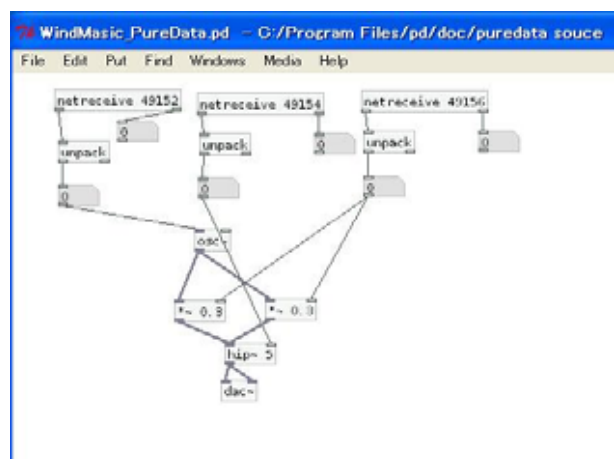 WindMasic_PureData.pd - C:/Program Files/pd/doc/puredata souce
File Edit Put Find Windows Media Help
netreceive 49152
netreceive 49154
netreceive 49156
0
0
0
unpack
unpack
unpack
0
0
0
osc~
*~ 0.3
*~ 0.3
hip~ 5
dac~